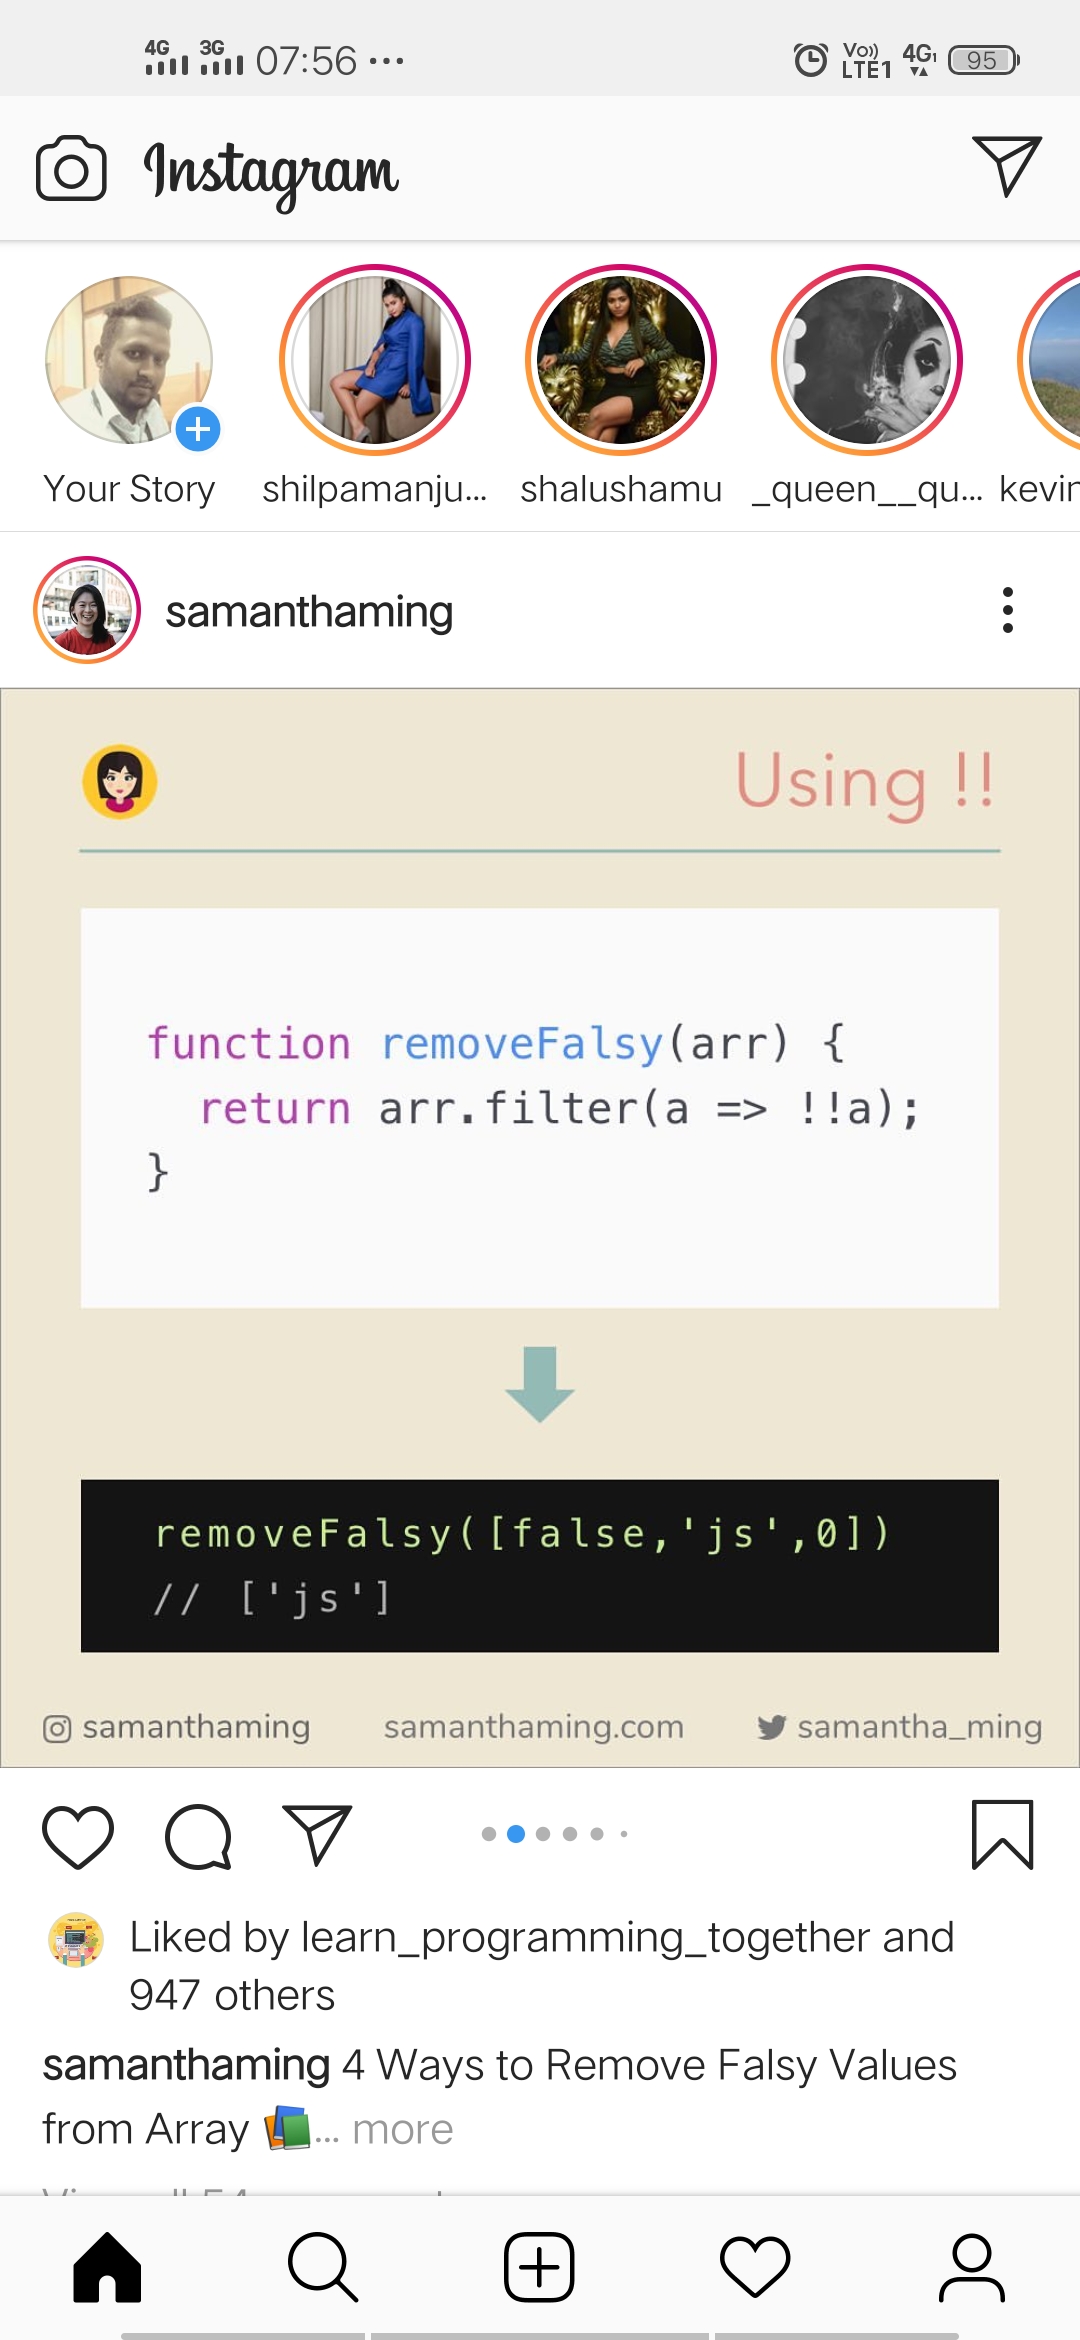 4G 3G 07:56 ... Vo)) LTE1 4G1 95
Instagram
Your Story shilpamanju... shalushamu _queen__qu... kevin
samanthaming
Using !!
function removeFalsy(arr) {
return arr.filter(a => !!a);
}
removeFalsy([false,'js',0])
// ['js']
samanthaming samanthaming.com samantha_ming
Liked by learn_programming_together and
947 others
samanthaming 4 Ways to Remove Falsy Values
from Array 📚... more